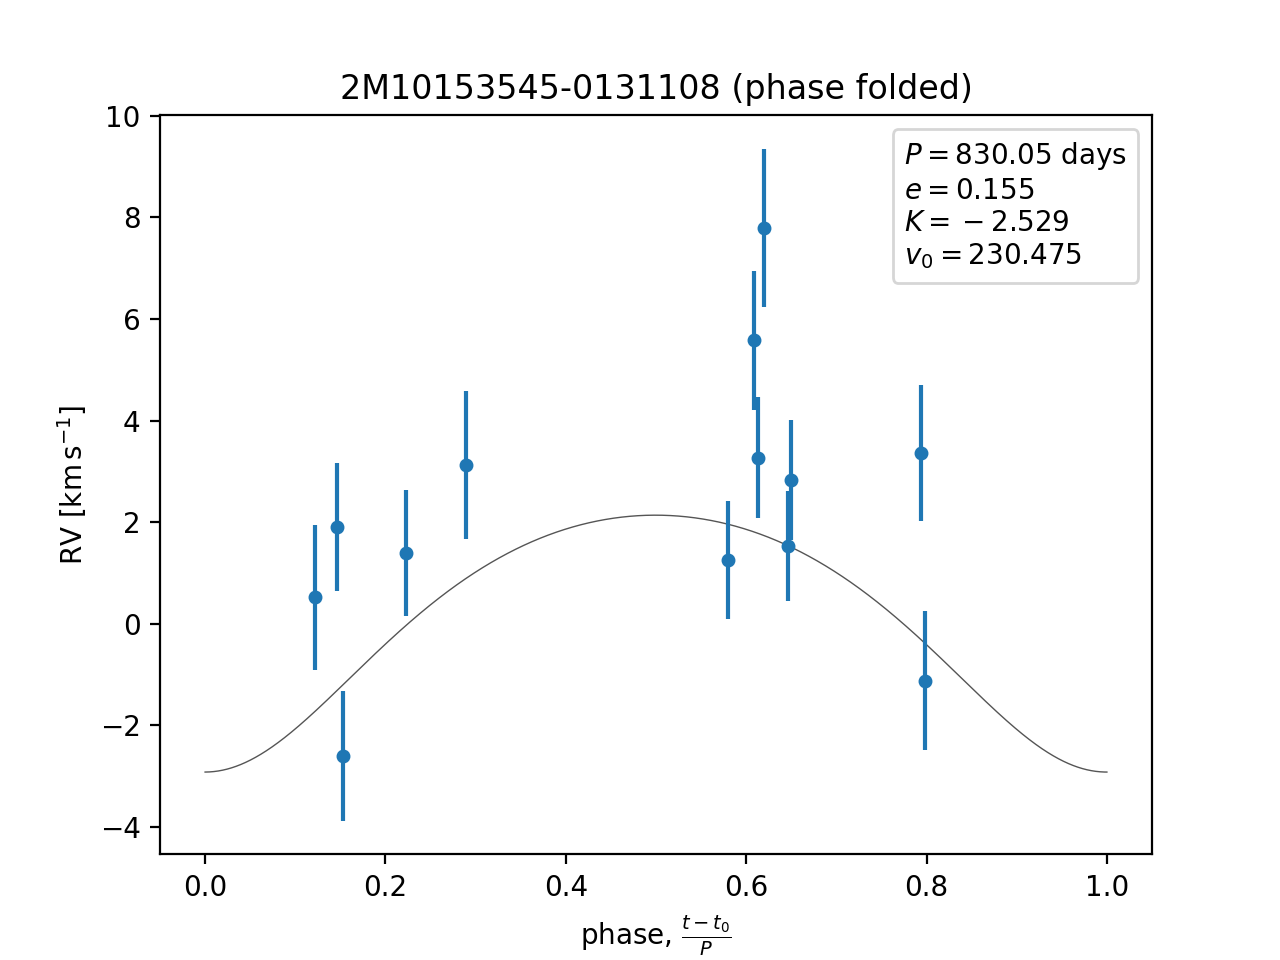 2M10153545-0131108 (phase folded)
P = 830.05 days
e = 0.155
K = −2.529
v₀ = 230.475
10
8
6
4
2
0
−2
−4
RV [km s⁻¹]
0.0 0.2 0.4 0.6 0.8 1.0
phase, (t − t₀)/P